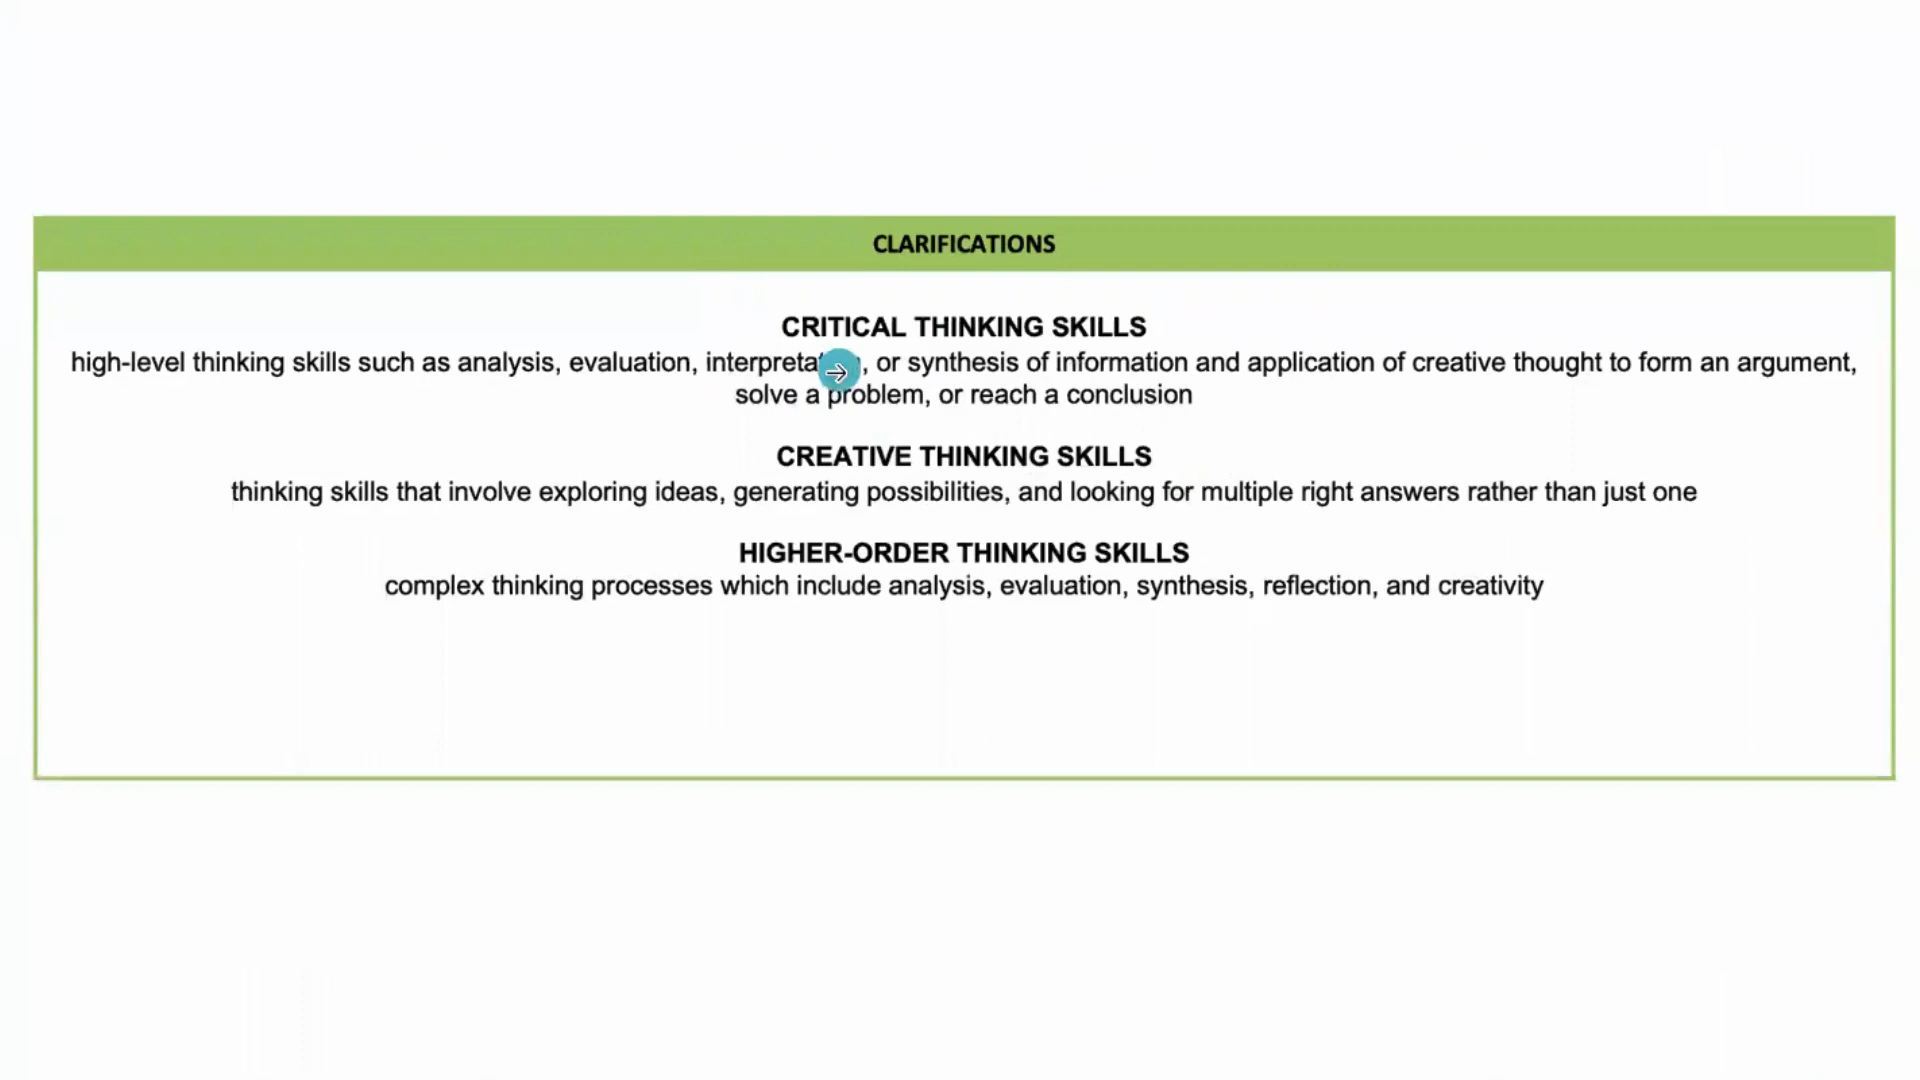 CLARIFICATIONS
CRITICAL THINKING SKILLS
high-level thinking skills such as analysis, evaluation, or synthesis of information and application of creative thought to form an argument,
solve a problem, or reach a conclusion
CREATIVE THINKING SKILLS
thinking skills that involve exploring ideas, generating possibilities, and looking for multiple right answers rather than just one
HIGHER-ORDER THINKING SKILLS
complex thinking processes which include analysis, evaluation, synthesis, reflection, and creativity